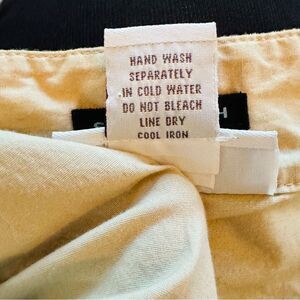 HAND WASH
SEPARATELY
IN COLD WATER
DO NOT BLEACH
LINE DRY
COOL IRON